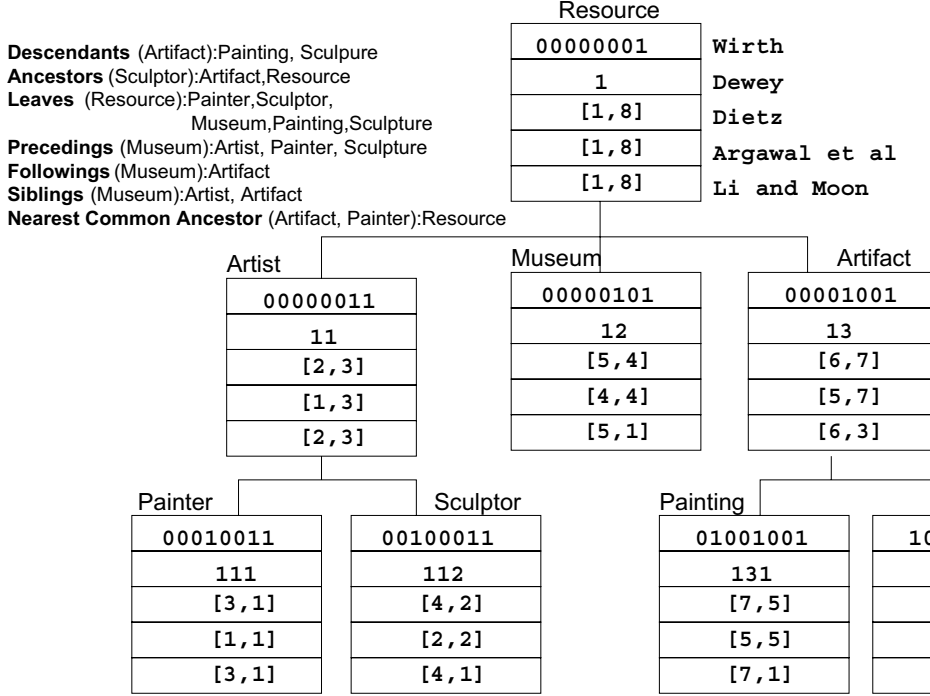 Resource
Descendants (Artifact):Painting, Sculpure
Ancestors (Sculptor):Artifact,Resource
Leaves (Resource):Painter,Sculptor,
Museum,Painting,Sculpture
Precedings (Museum):Artist, Painter, Sculpture
Followings (Museum):Artifact
Siblings (Museum):Artist, Artifact
Nearest Common Ancestor (Artifact, Painter):Resource
00000001 Wirth
1 Dewey
[1,8] Dietz
[1,8] Argawal et al
[1,8] Li and Moon
Artist
00000011
11
[2,3]
[1,3]
[2,3]
Museum
00000101
12
[5,4]
[4,4]
[5,1]
Artifact
00001001
13
[6,7]
[5,7]
[6,3]
Painter
00010011
111
[3,1]
[1,1]
[3,1]
Sculptor
00100011
112
[4,2]
[2,2]
[4,1]
Painting
01001001
131
[7,5]
[5,5]
[7,1]